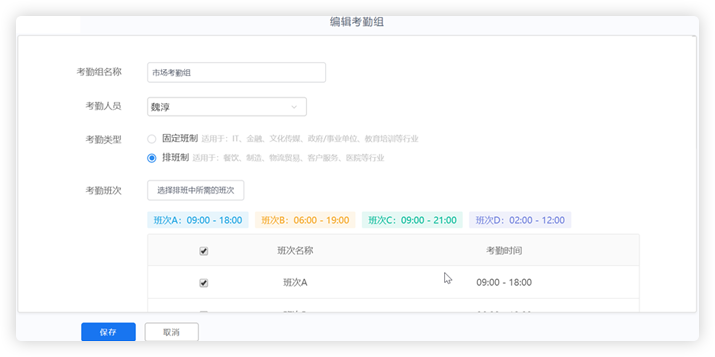 编辑考勤组
考勤组名称
市场考勤组
考勤人员
魏淳
考勤类型
固定班制 适用于：IT、金融、文化传媒、政府/事业单位、教育培训等行业
排班制 适用于：餐饮、制造、物流贸易、客户服务、医院等行业
考勤班次
选择排班中所需的班次
班次A：09:00 - 18:00 班次B：06:00 - 19:00 班次C：09:00 - 21:00 班次D：02:00 - 12:00
班次名称 考勤时间
班次A 09:00 - 18:00
保存 取消